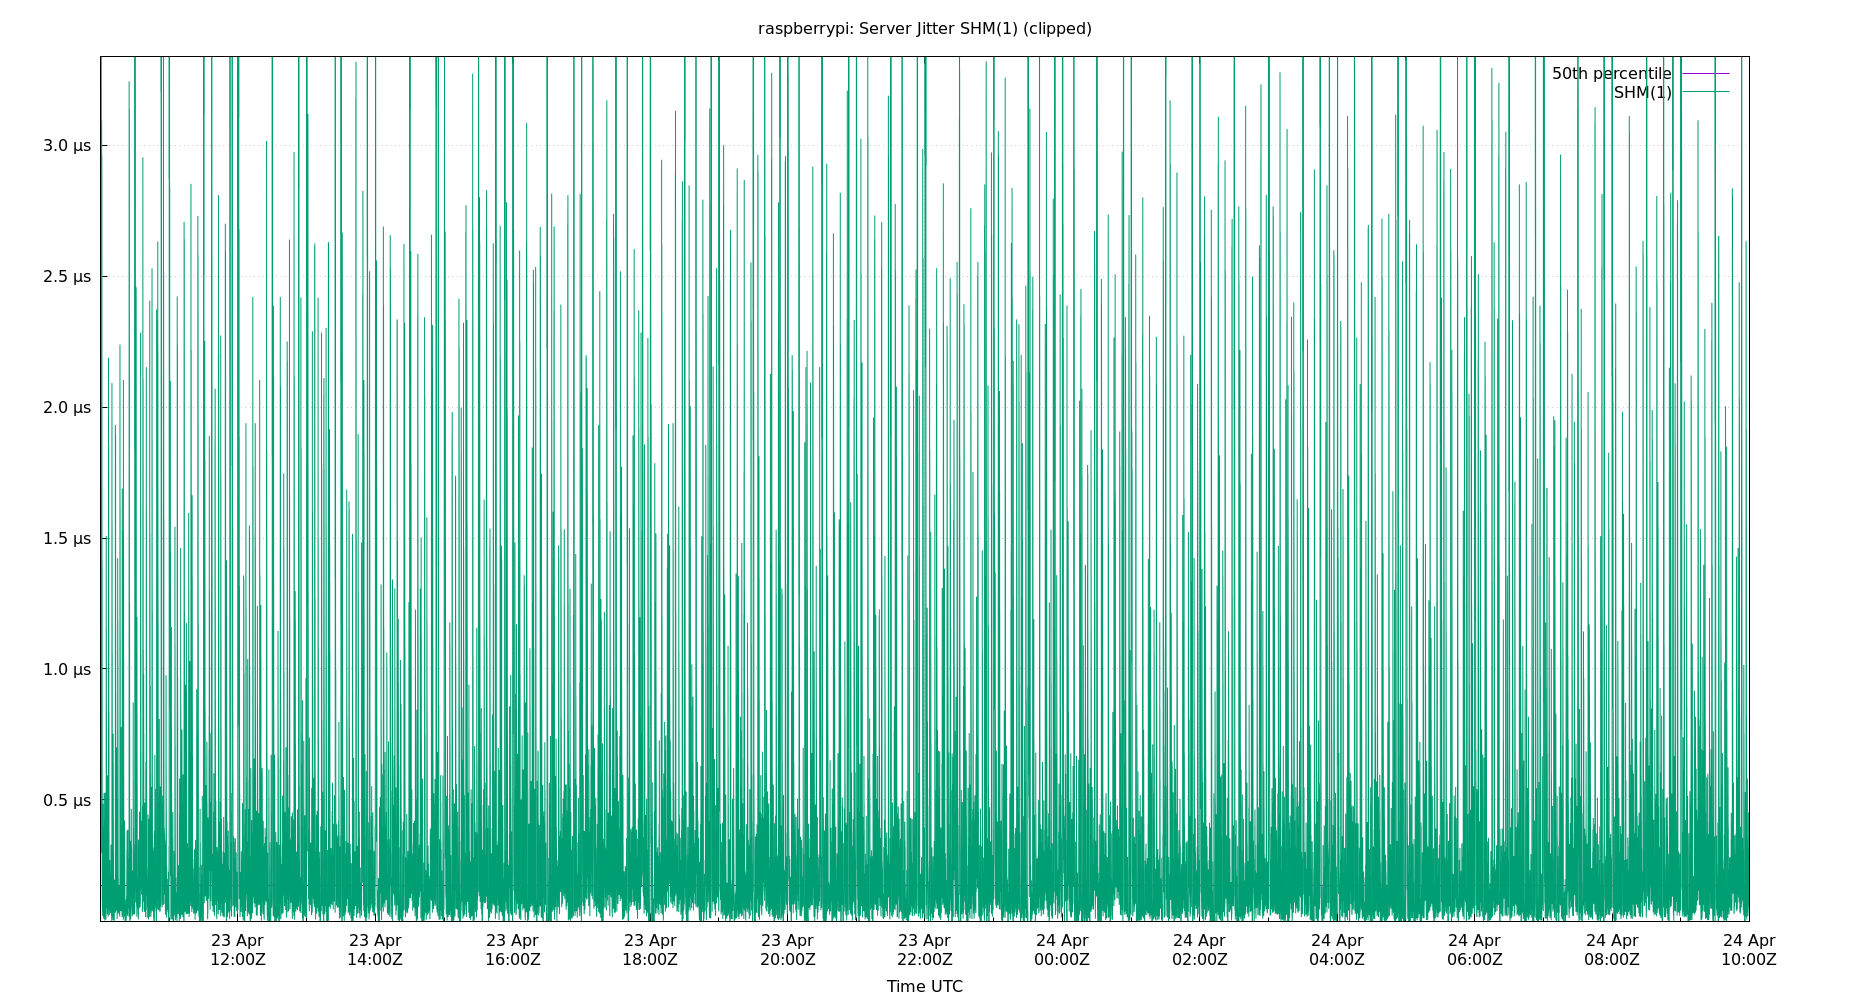 raspberrypi: Server Jitter SHM(1) (clipped)
50th percentile
SHM(1)
3.0 µs
2.5 µs
2.0 µs
1.5 µs
1.0 µs
0.5 µs
23 Apr 23 Apr 23 Apr 23 Apr 23 Apr 23 Apr 24 Apr 24 Apr 24 Apr 24 Apr 24 Apr 24 Apr
12:00Z 14:00Z 16:00Z 18:00Z 20:00Z 22:00Z 00:00Z 02:00Z 04:00Z 06:00Z 08:00Z 10:00Z
Time UTC